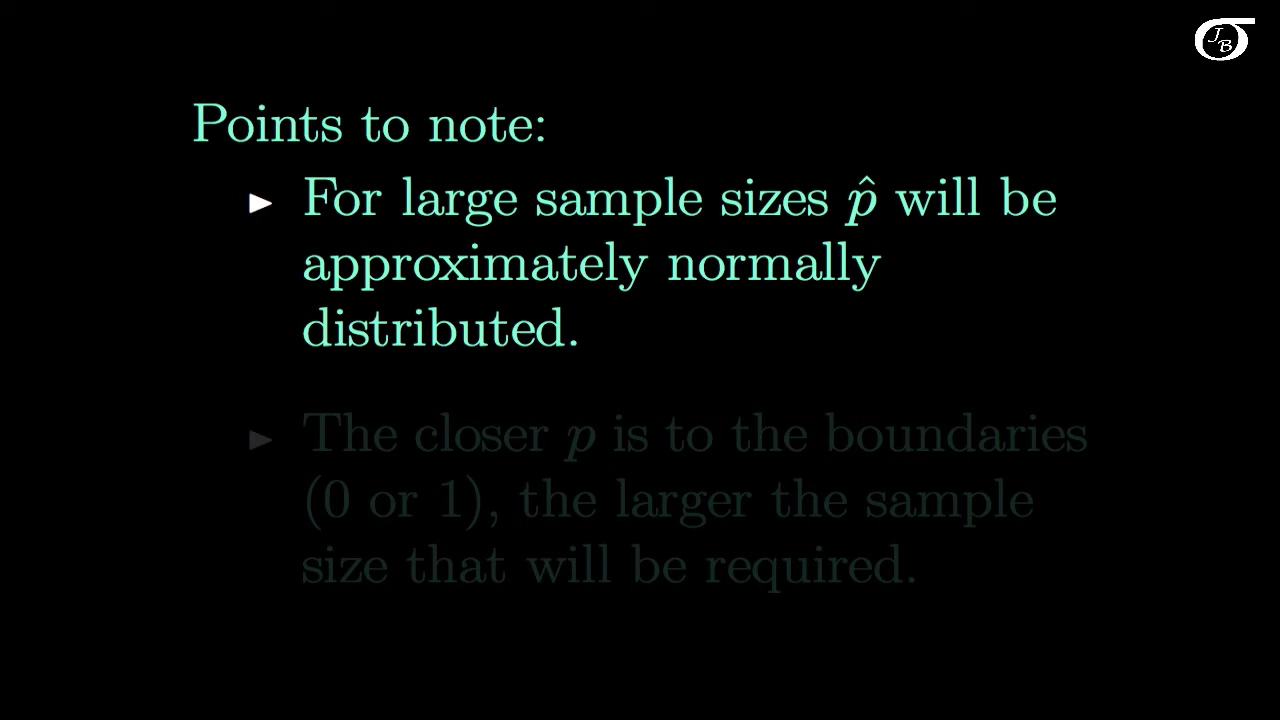 JB
Points to note:
► For large sample sizes p̂ will be
approximately normally
distributed.
► The closer p is to the boundaries
(0 or 1), the larger the sample
size that will be required.